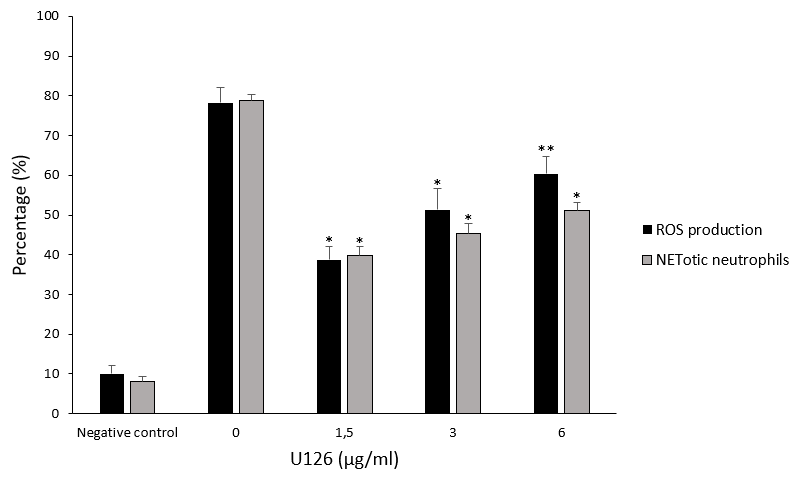 100
90
80
70
60
50
40
30
20
10
0
Percentage (%)
* * * * ** *
Negative control 0 1,5 3 6
U126 (µg/ml)
ROS production
NETotic neutrophils